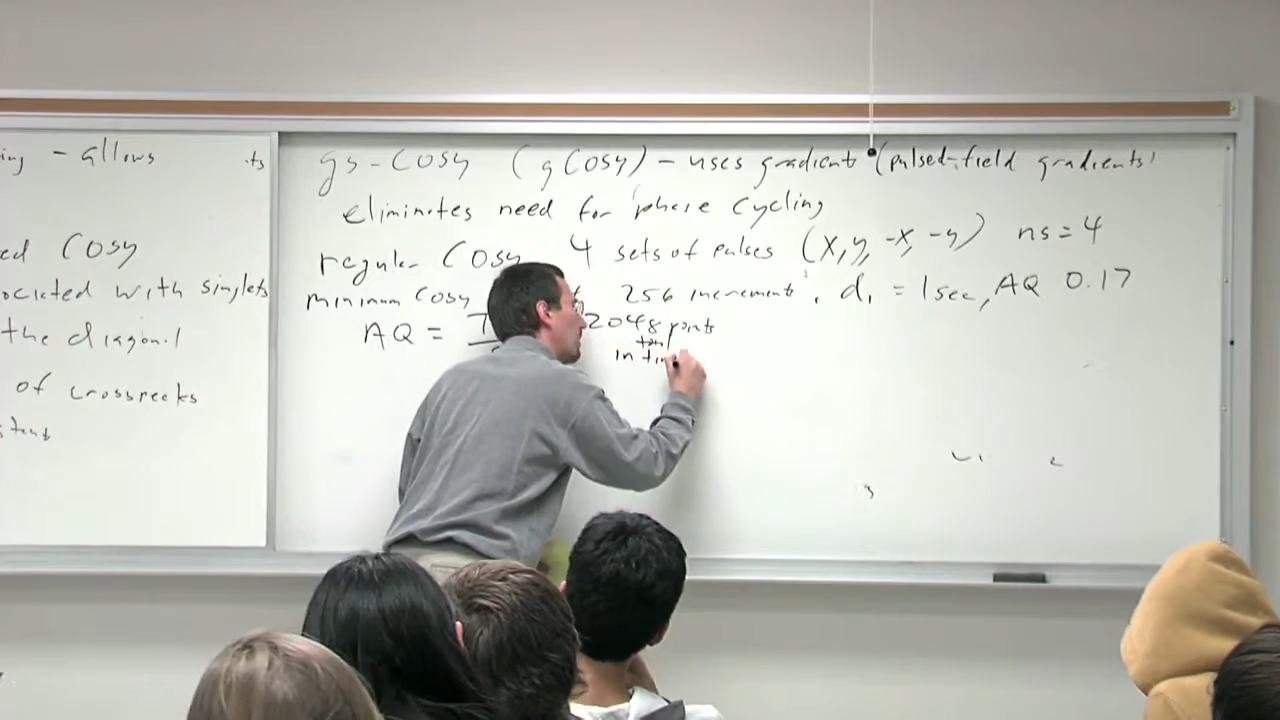 ing - allows ts
ed COSY
ociated with singlets
the diagonal
of crosspeaks
gs-COSY (gCOSY) - uses gradient (pulsed-field gradients)
eliminates need for phase cycling
regular COSY 4 sets of pulses (x, y, -x, -y) ns = 4
minimum COSY 256 increments, d1 = 1sec, AQ 0.17
AQ = 2048 points
in